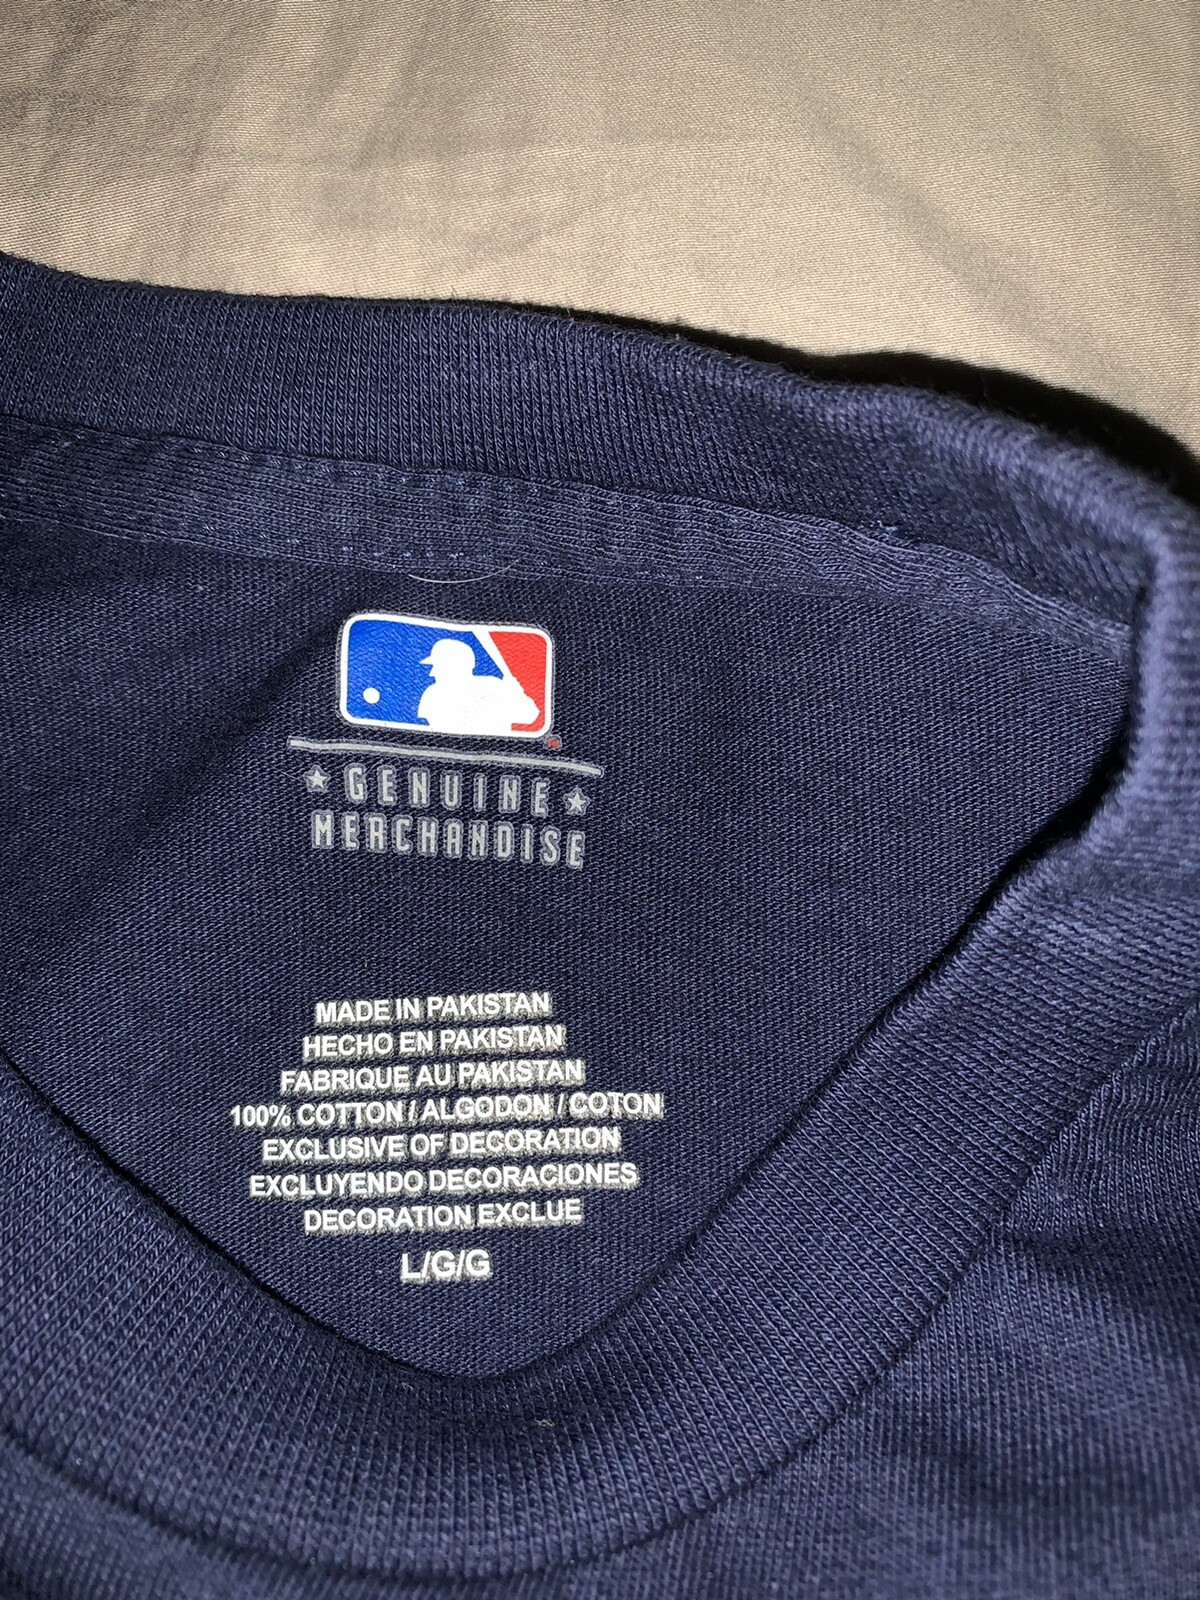 ★ GENUINE ★
MERCHANDISE
MADE IN PAKISTAN
HECHO EN PAKISTAN
FABRIQUE AU PAKISTAN
100% COTTON / ALGODON / COTON
EXCLUSIVE OF DECORATION
EXCLUYENDO DECORACIONES
DECORATION EXCLUE
L/G/G